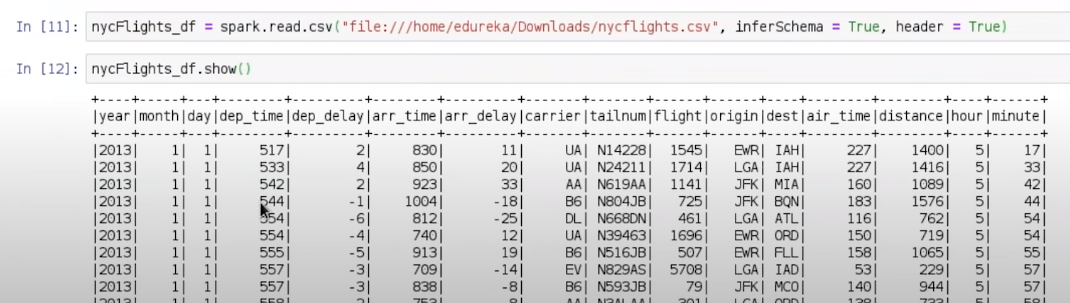 In [11]: nycFlights_df = spark.read.csv("file:///home/edureka/Downloads/nycflights.csv", inferSchema = True, header = True)
In [12]: nycFlights_df.show()
+----+-----+---+--------+---------+--------+---------+-------+-------+------+------+----+--------+--------+----+------+
|year|month|day|dep_time|dep_delay|arr_time|arr_delay|carrier|tailnum|flight|origin|dest|air_time|distance|hour|minute|
+----+-----+---+--------+---------+--------+---------+-------+-------+------+------+----+--------+--------+----+------+
|2013| 1| 1| 517| 2| 830| 11| UA| N14228| 1545| EWR| IAH| 227| 1400| 5| 17|
|2013| 1| 1| 533| 4| 850| 20| UA| N24211| 1714| LGA| IAH| 227| 1416| 5| 33|
|2013| 1| 1| 542| 2| 923| 33| AA| N619AA| 1141| JFK| MIA| 160| 1089| 5| 42|
|2013| 1| 1| 544| -1| 1004| -18| B6| N804JB| 725| JFK| BQN| 183| 1576| 5| 44|
|2013| 1| 1| 554| -6| 812| -25| DL| N668DN| 461| LGA| ATL| 116| 762| 5| 54|
|2013| 1| 1| 554| -4| 740| 12| UA| N39463| 1696| EWR| ORD| 150| 719| 5| 54|
|2013| 1| 1| 555| -5| 913| 19| B6| N516JB| 507| EWR| FLL| 158| 1065| 5| 55|
|2013| 1| 1| 557| -3| 709| -14| EV| N829AS| 5708| LGA| IAD| 53| 229| 5| 57|
|2013| 1| 1| 557| -3| 838| -8| B6| N593JB| 79| JFK| MCO| 140| 944| 5| 57|